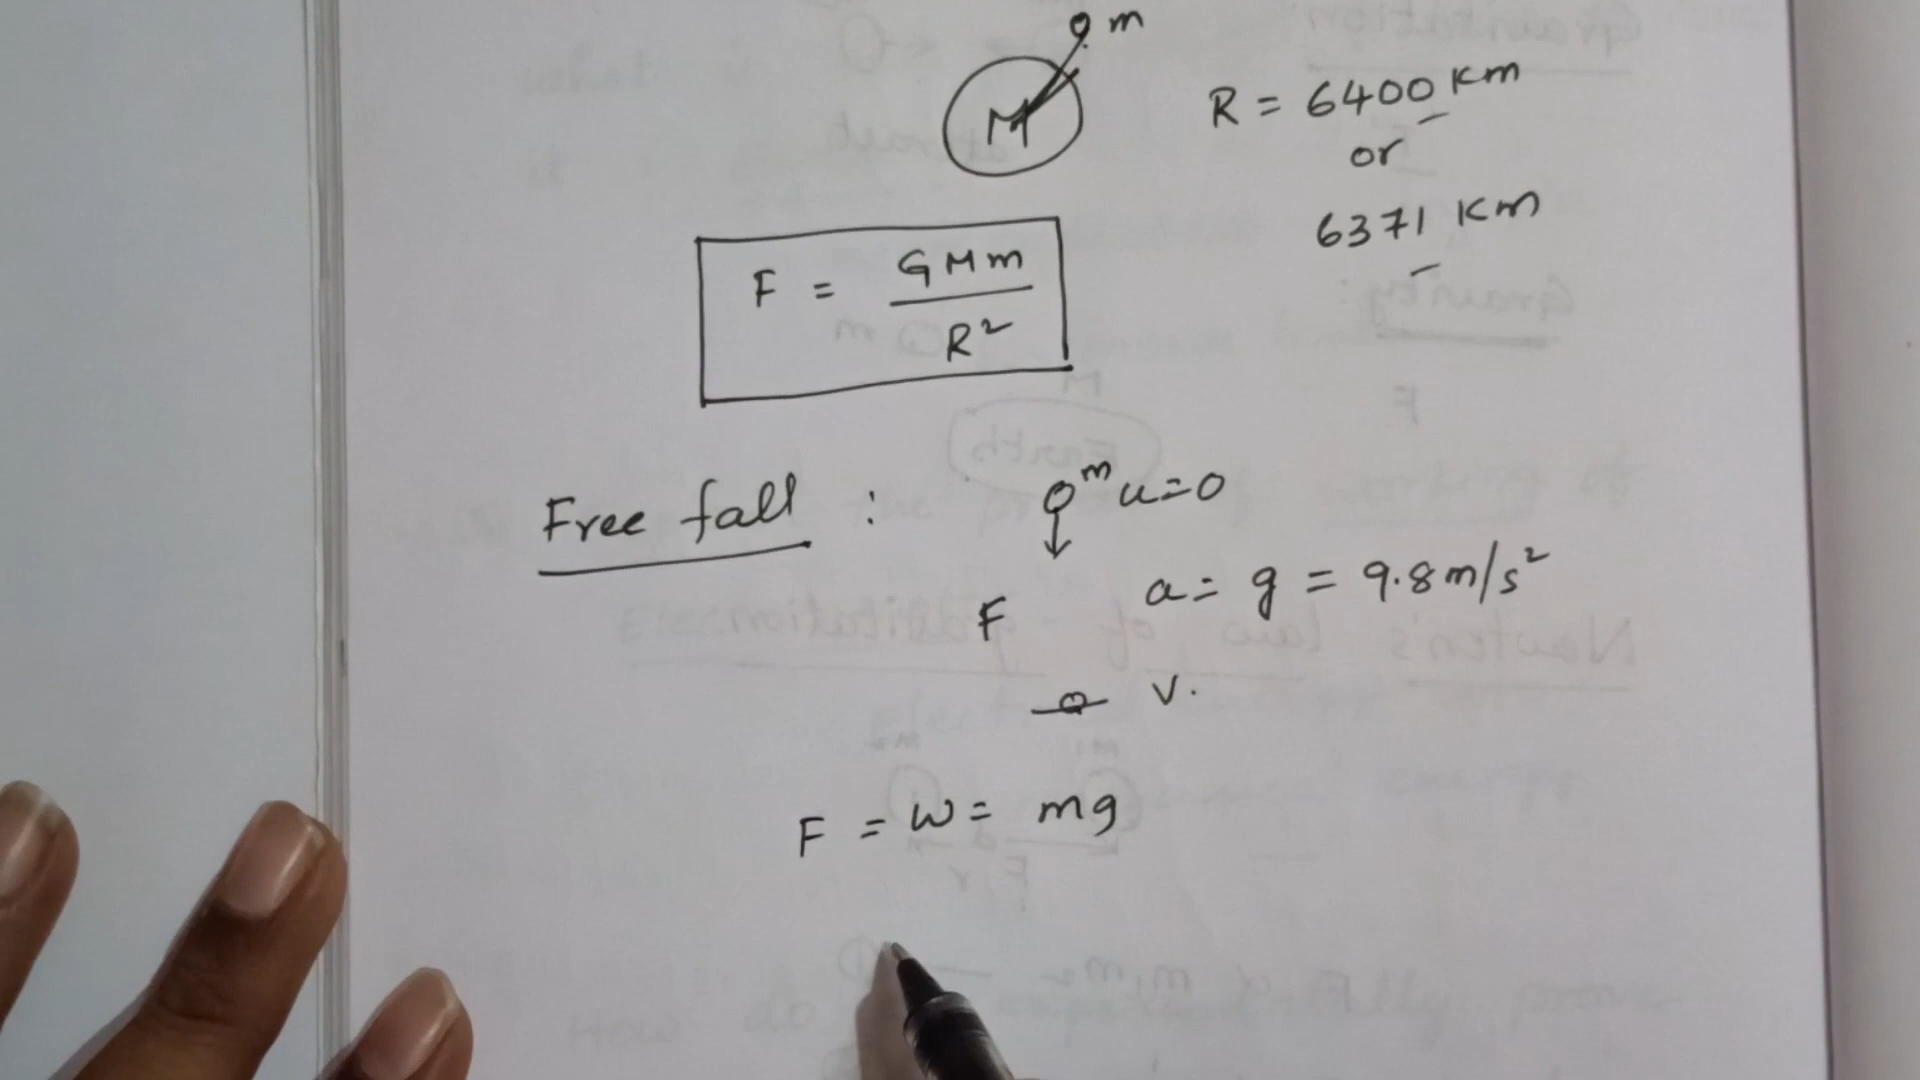 m
M
R = 6400 km
or
6371 km
F = GMm / R²
Free fall : m u=0
F a = g = 9.8 m/s²
v.
F = w = mg